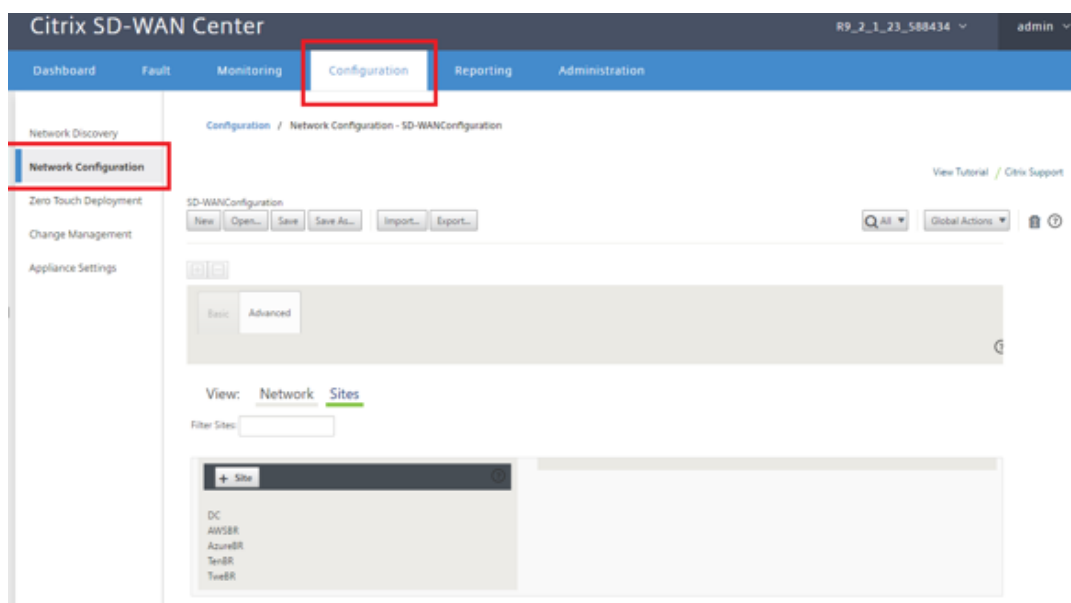 Citrix SD-WAN Center
R9_2_1_23_588434
admin
Dashboard Fault Monitoring Configuration Reporting Administration
Configuration / Network Configuration - SD-WANConfiguration
Network Discovery
Network Configuration
Zero Touch Deployment
Change Management
Appliance Settings
View Tutorial / Citrix Support
SD-WANConfiguration
New Open... Save Save As... Import... Export... All Global Actions
Basic Advanced
View: Network Sites
Filter Sites:
+ Site
DC
AWSBR
AzureBR
TenBR
TweBR